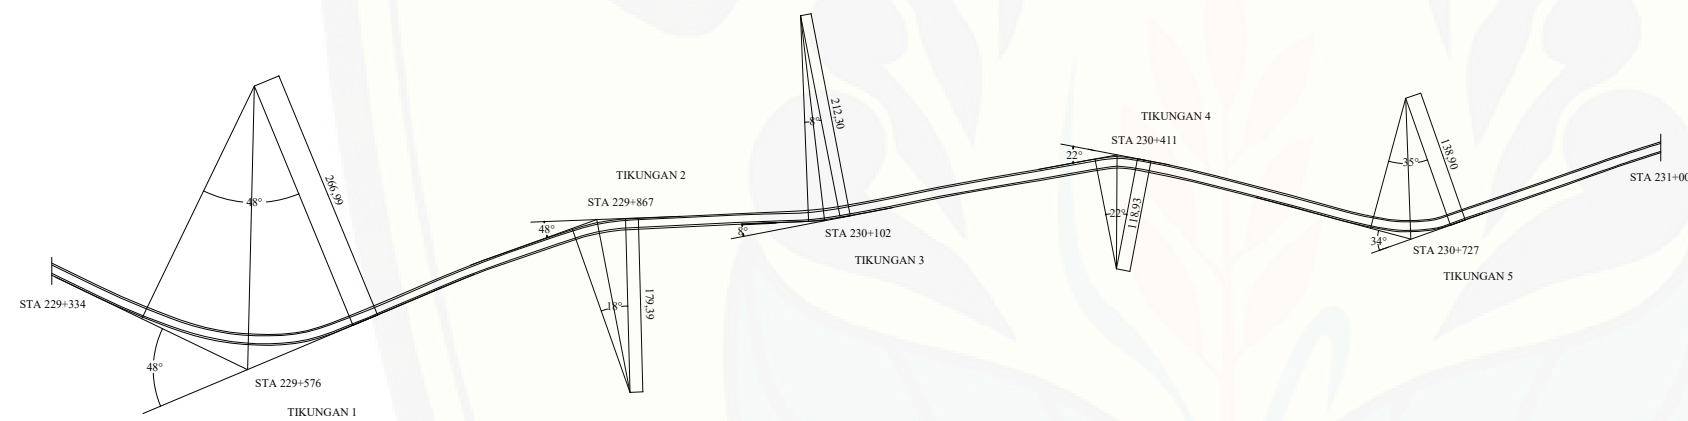 STA 229+334
48°
48°
266,99
STA 229+576
TIKUNGAN 1
TIKUNGAN 2
STA 229+867
48°
18°
179,39
8°
212,30
8°
STA 230+102
TIKUNGAN 3
TIKUNGAN 4
STA 230+411
22°
22°
118,93
35°
138,90
34°
STA 230+727
TIKUNGAN 5
STA 231+00